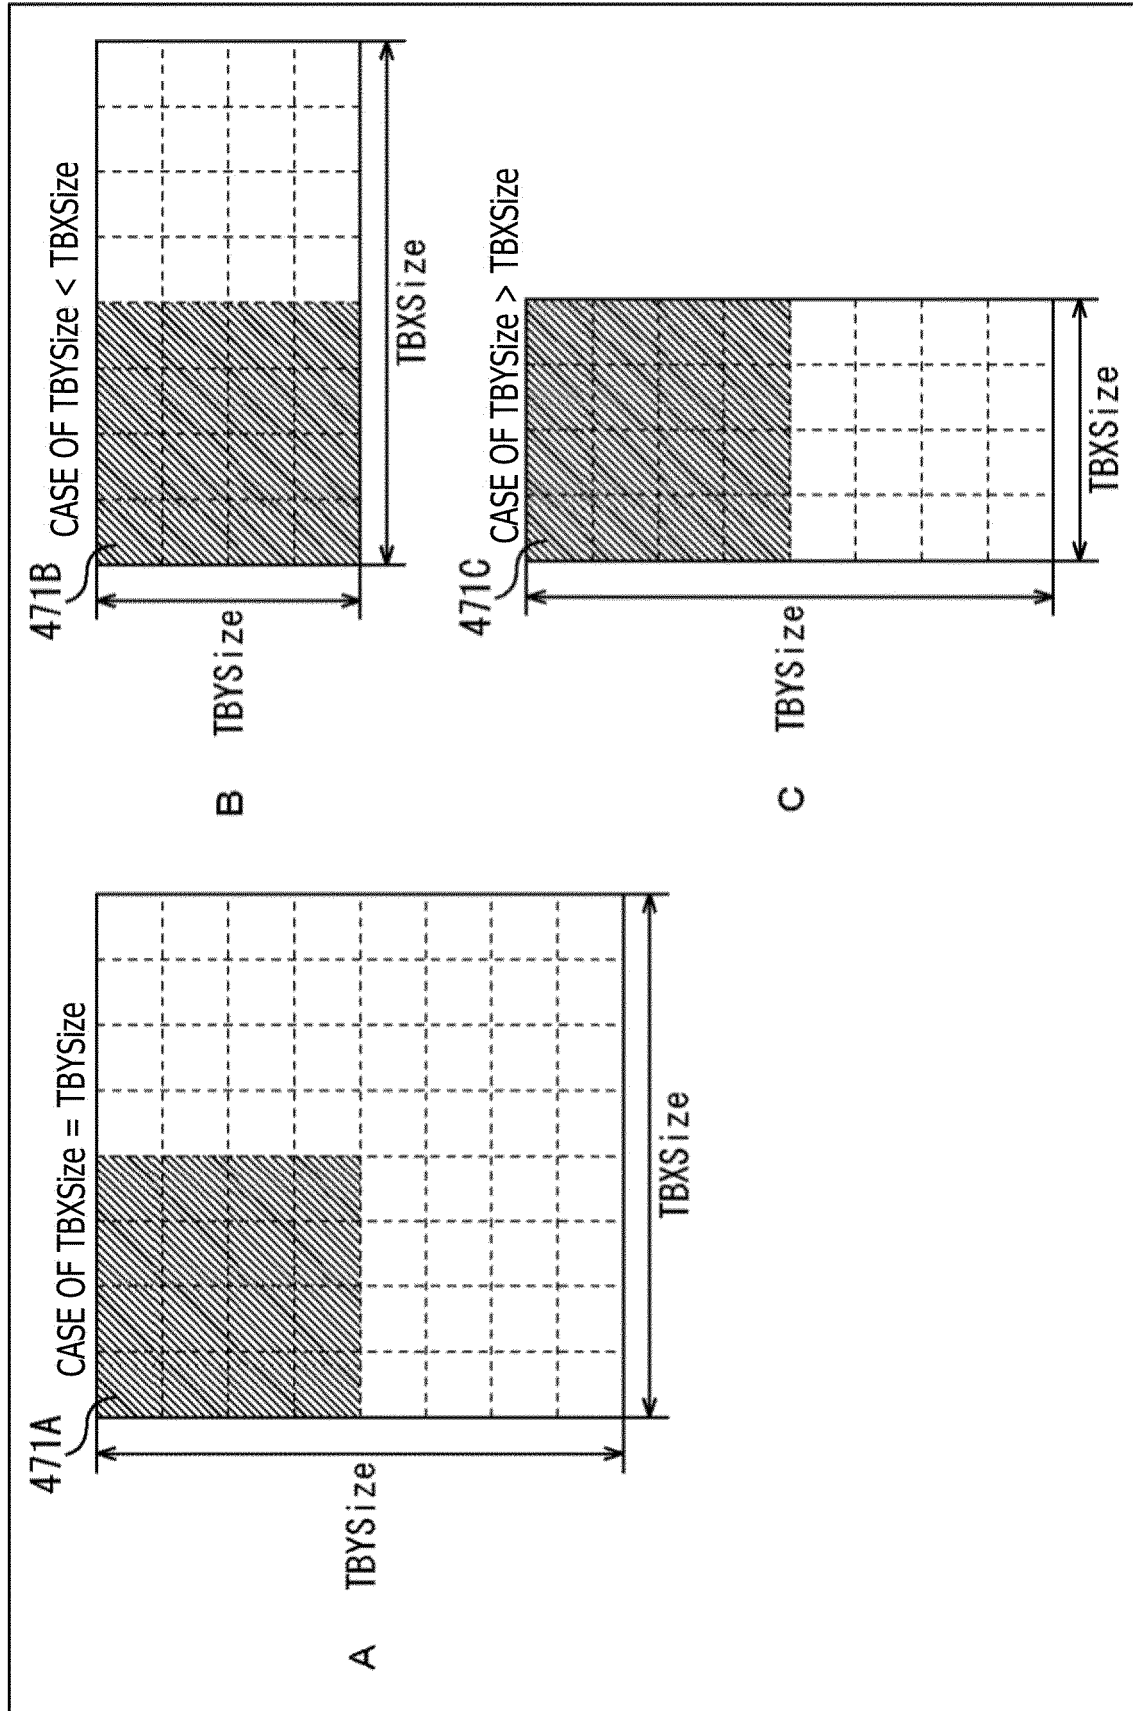 A
471A
CASE OF TBXSize = TBYSize
TBYSize
TBXSize
B
471B
CASE OF TBYSize < TBXSize
TBYSize
TBXSize
C
471C
CASE OF TBYSize > TBXSize
TBYSize
TBXSize